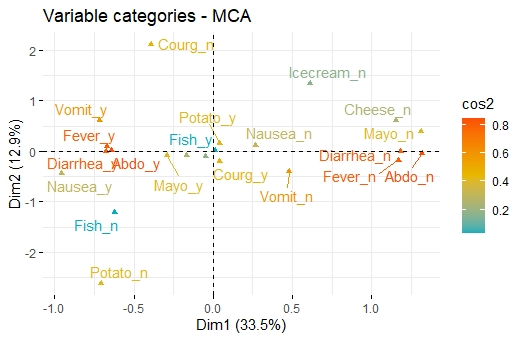 Variable categories - MCA
Courg_n
Icecream_n
Vomit_y
Potato_y
Cheese_n
Fever_y
Fish_y
Nausea_n
Mayo_n
Diarrhea_y
Abdo_y
Diarrhea_n
Nausea_y
Mayo_y
Courg_y
Fever_n
Abdo_n
Vomit_n
Fish_n
Potato_n
2
1
0
-1
-2
Dim2 (12.9%)
-1.0
-0.5
0.0
0.5
1.0
Dim1 (33.5%)
cos2
0.8
0.6
0.4
0.2